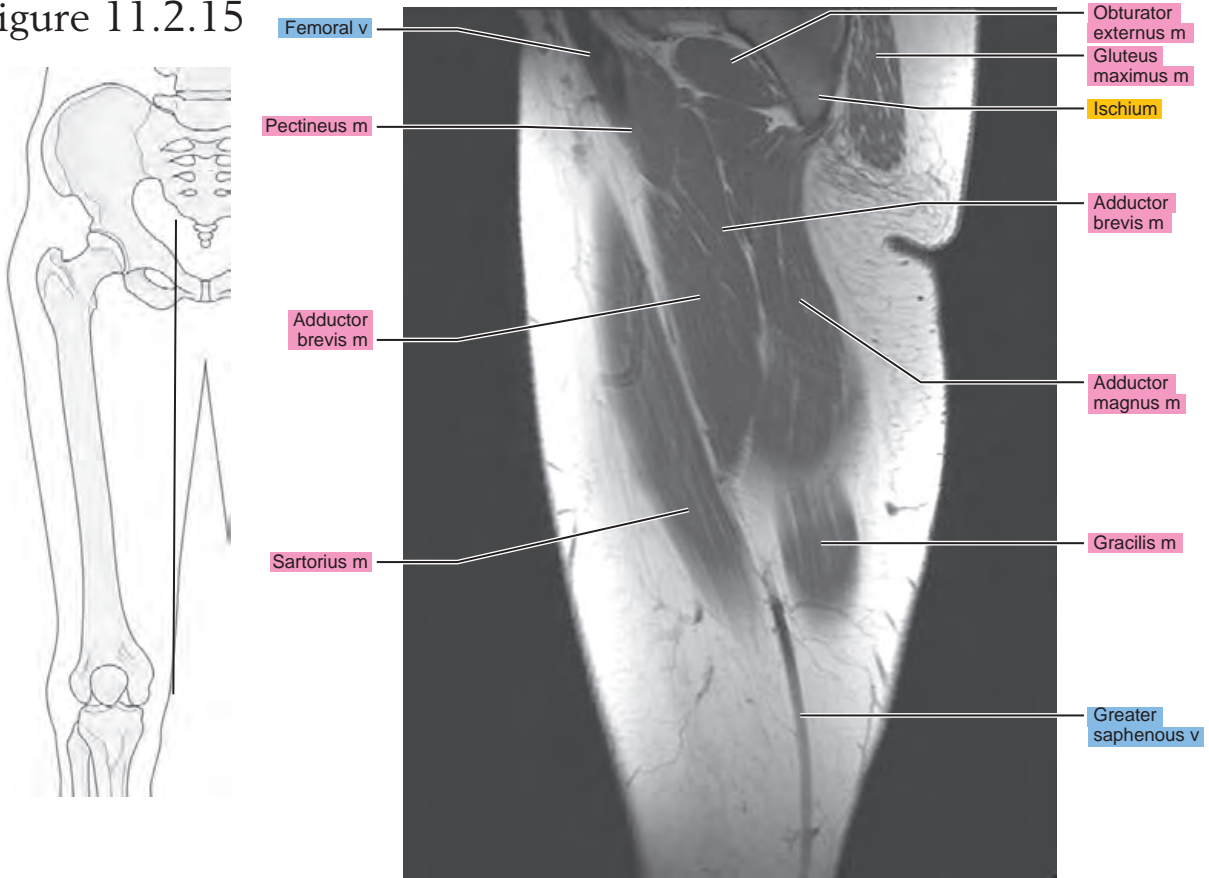 igure 11.2.15
Femoral v
Pectineus m
Adductor
brevis m
Sartorius m
Obturator
externus m
Gluteus
maximus m
Ischium
Adductor
brevis m
Adductor
magnus m
Gracilis m
Greater
saphenous v